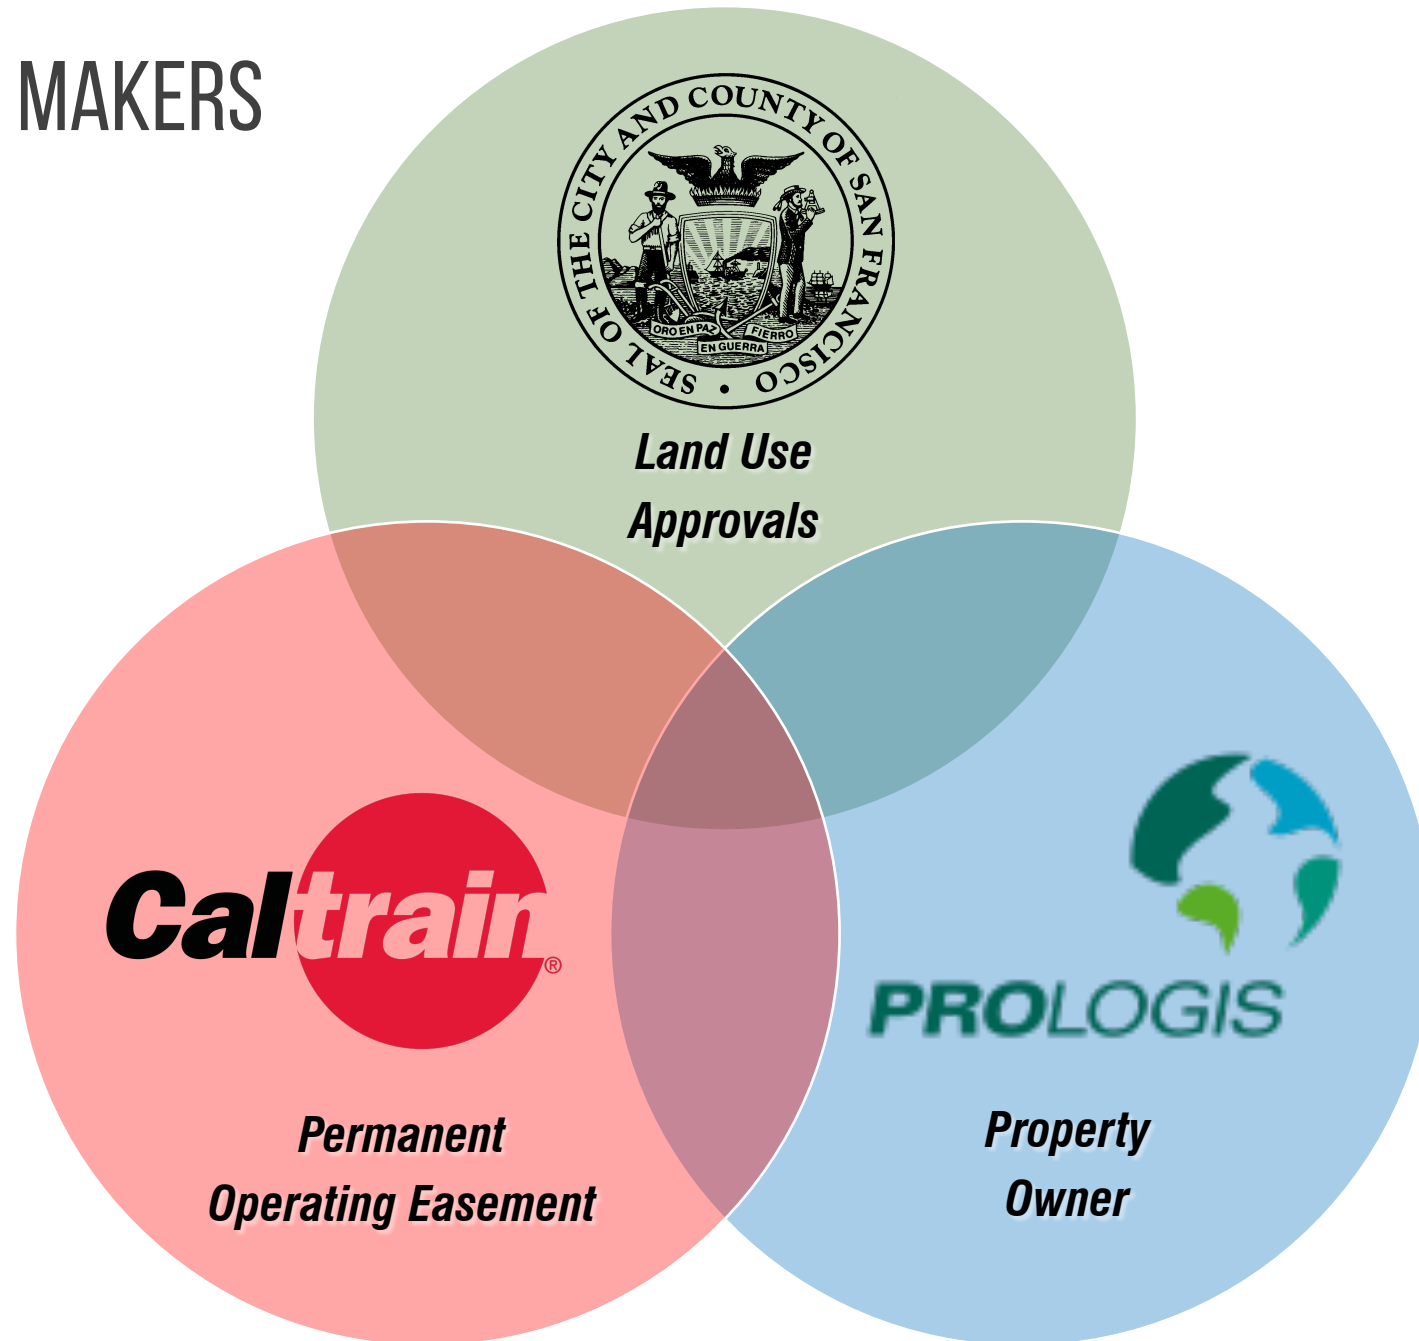 MAKERS
SEAL OF THE CITY AND COUNTY OF SAN FRANCISCO •
ORO EN PAZ
FIERRO
EN GUERRA
Land Use
Approvals
Caltrain®
PROLOGIS
Permanent
Operating Easement
Property
Owner